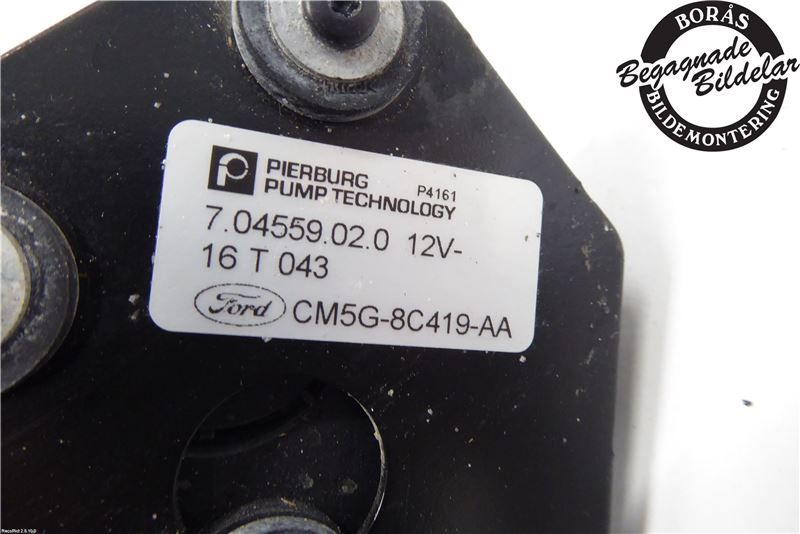 BORÅS
Begagnade
Bildelar
BILDEMONTERING
PIERBURG
PUMP TECHNOLOGY
P4161
7.04559.02.0 12V-
16 T 043
Ford CM5G-8C419-AA